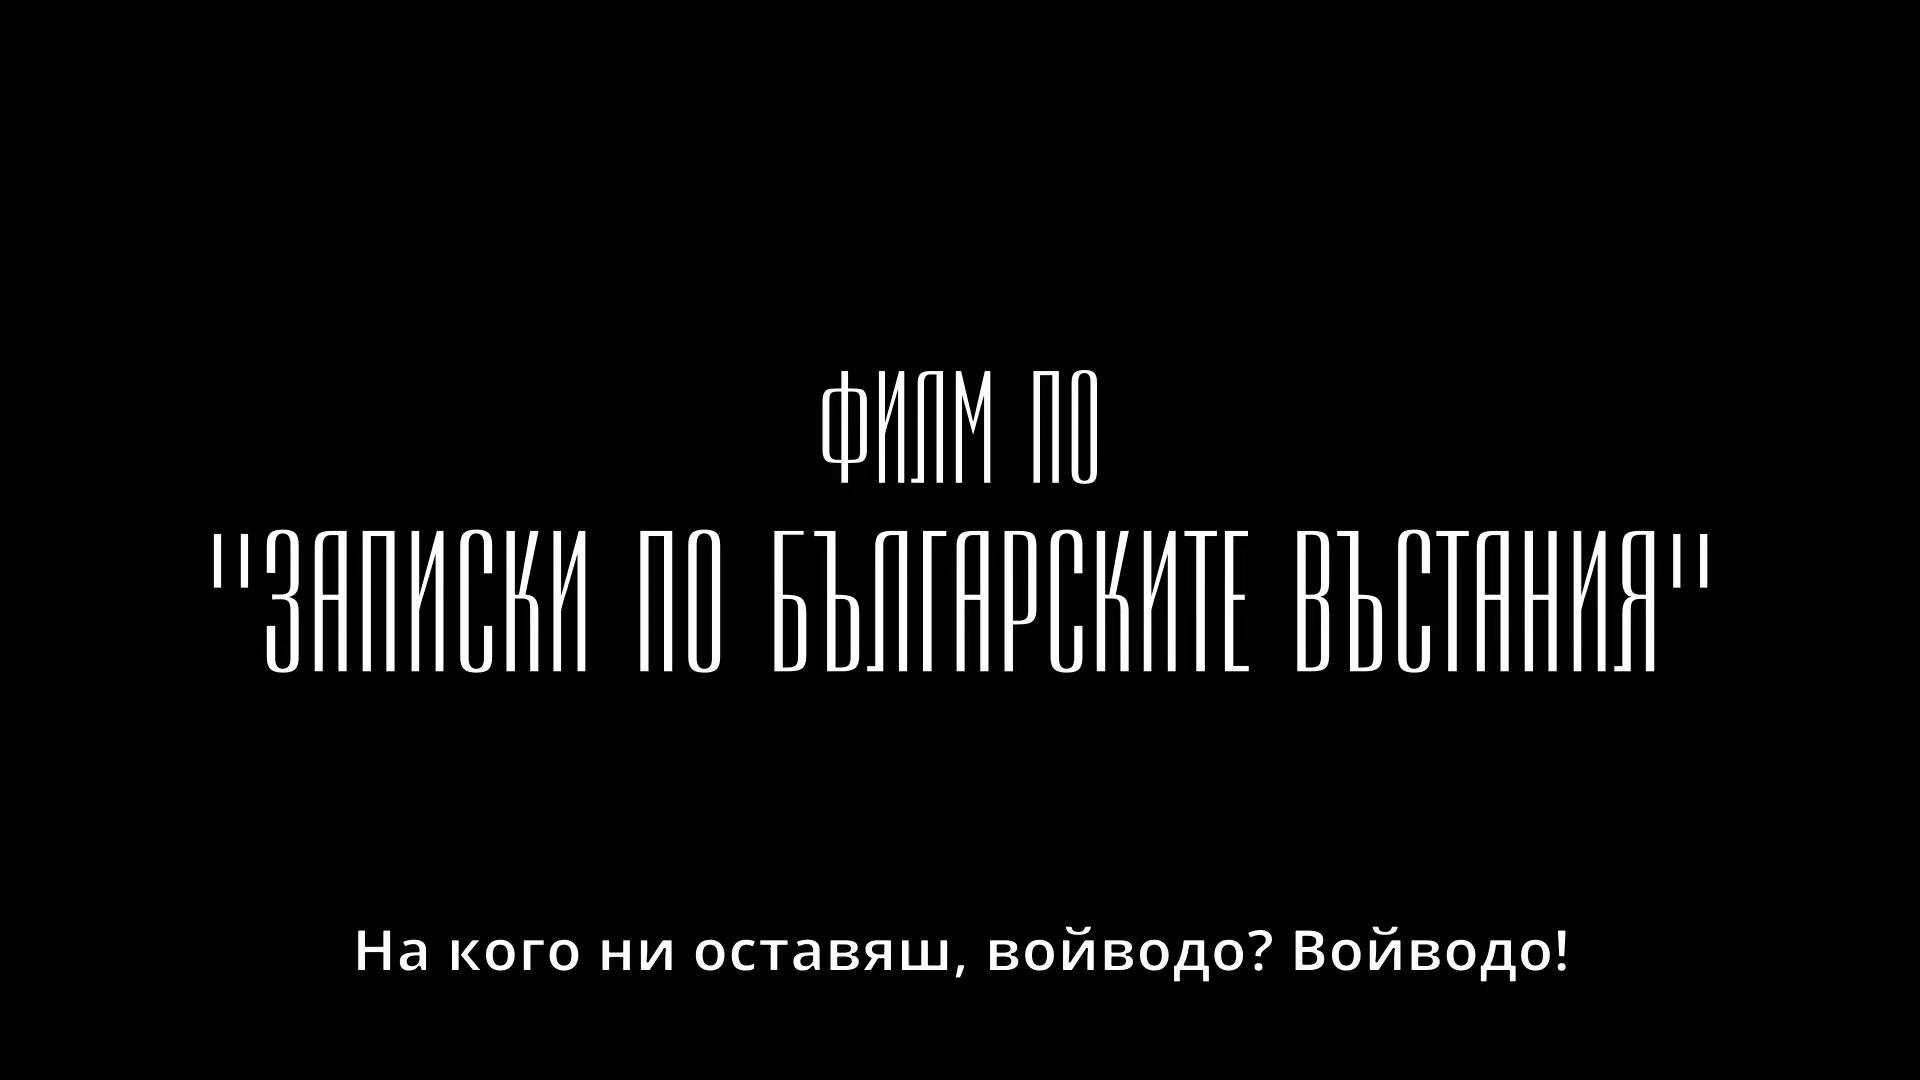 ФИЛМ ПО
"ЗАПИСКИ ПО БЪЛГАРСКИТЕ ВЪСТАНИЯ"
На кого ни оставяш, войводо? Войводо!